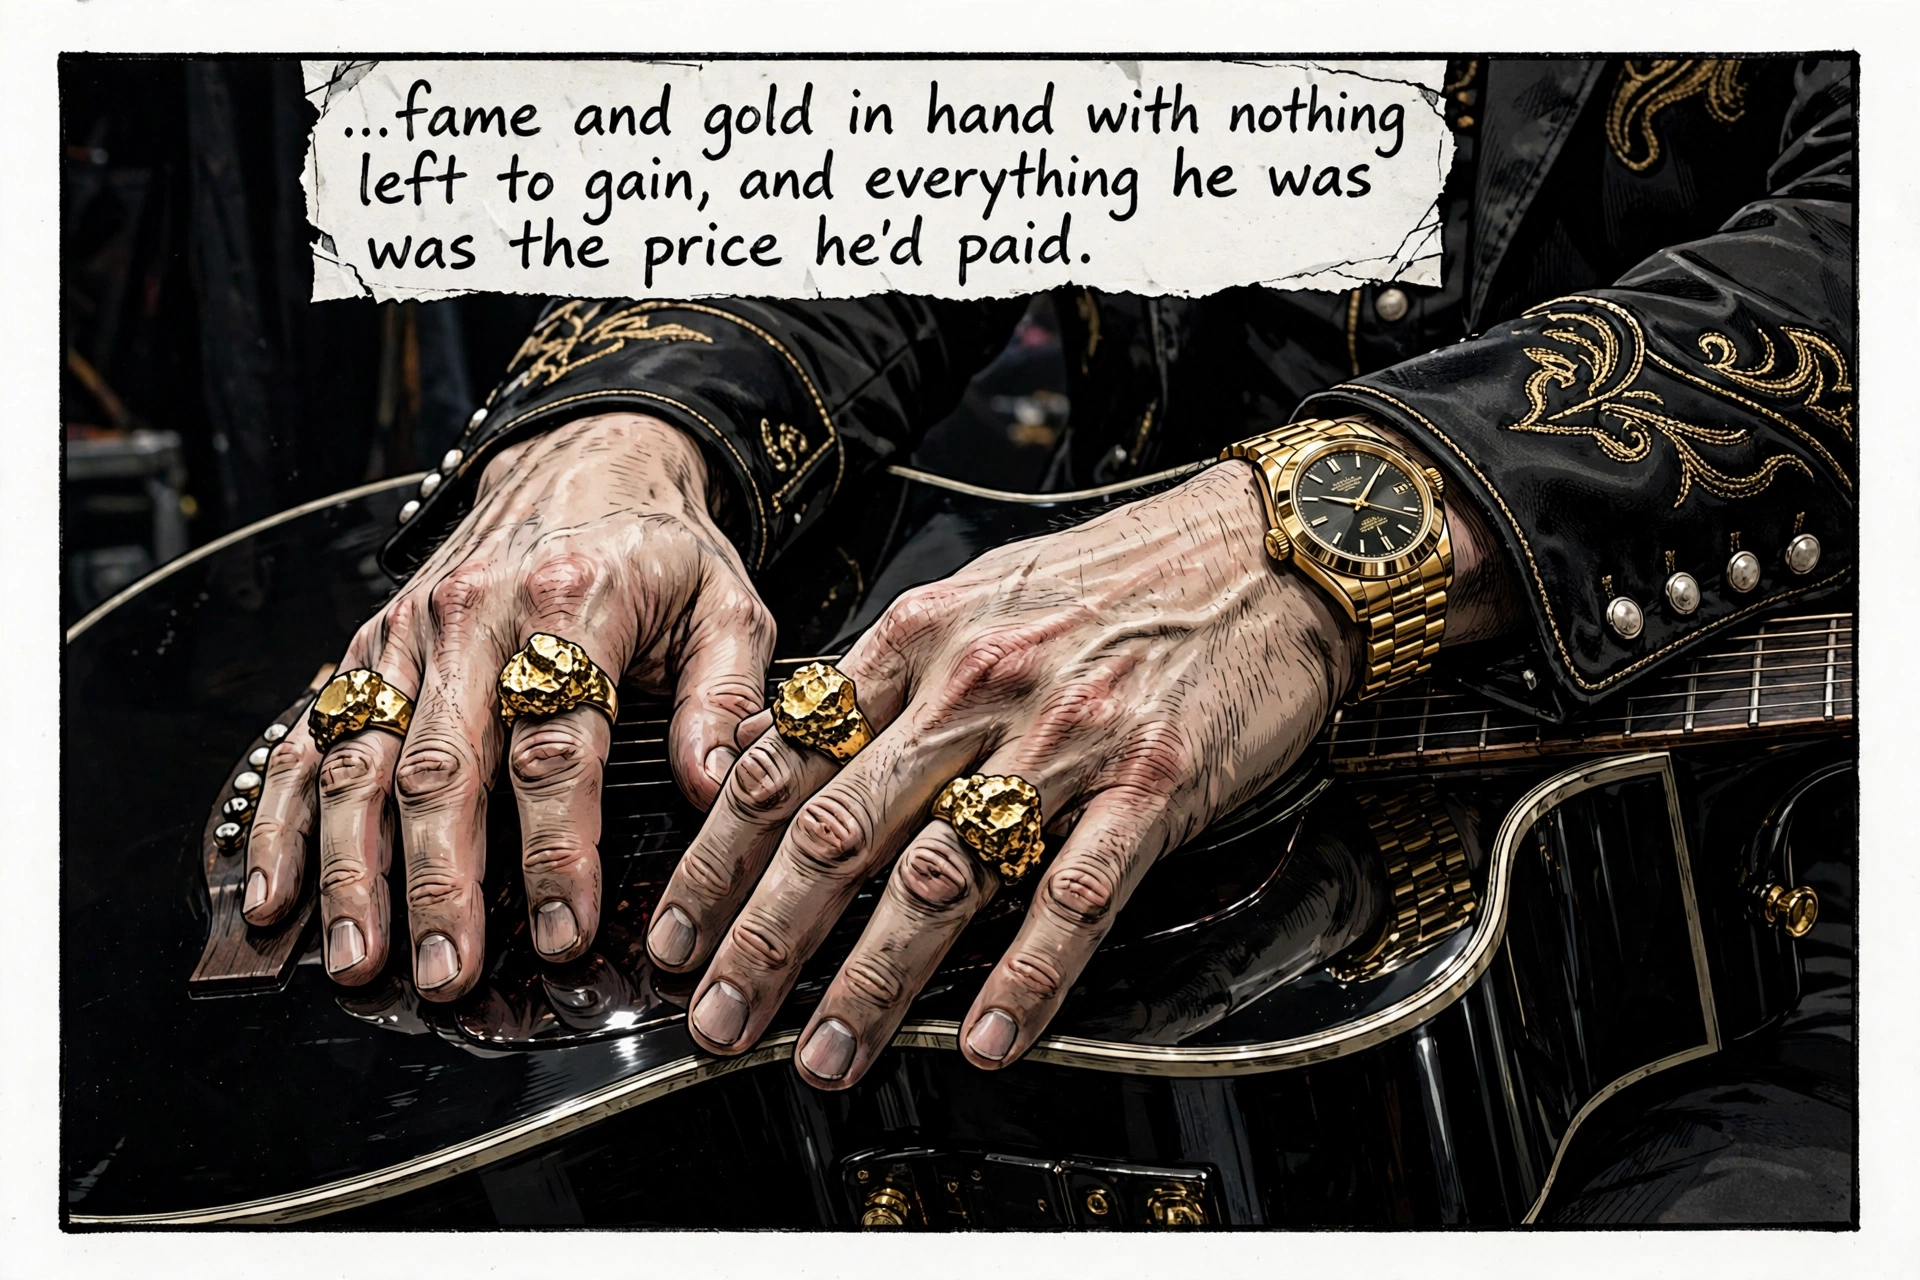 ...fame and gold in hand with nothing
left to gain, and everything he was
was the price he'd paid.